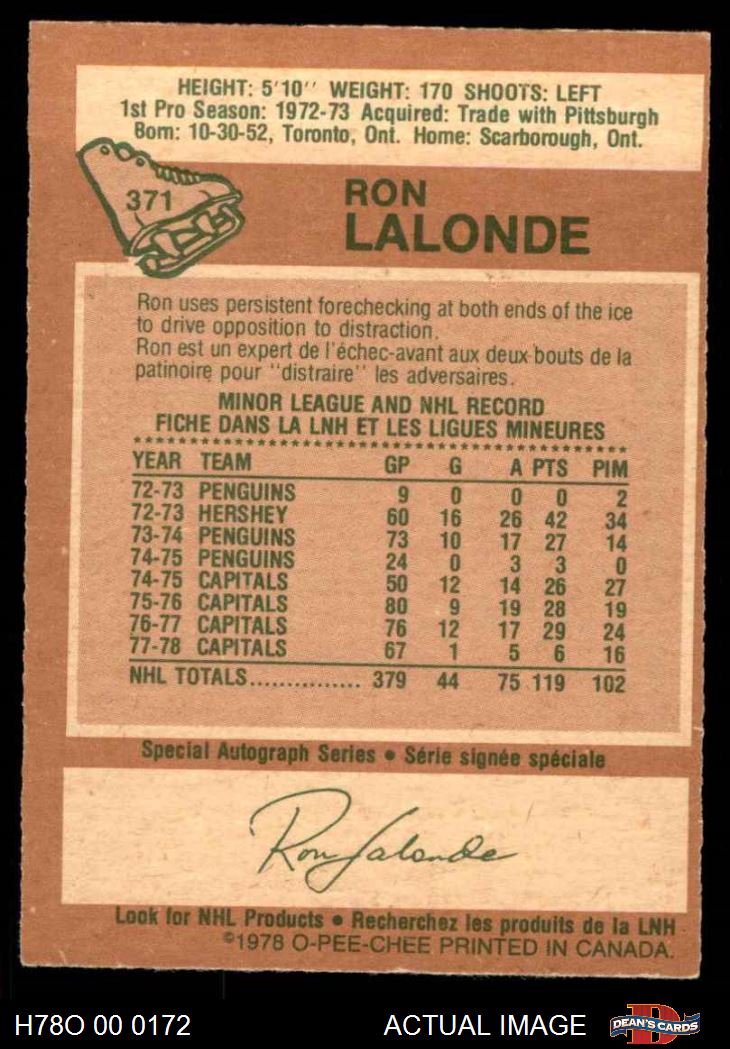 HEIGHT: 5'10'' WEIGHT: 170 SHOOTS: LEFT
1st Pro Season: 1972-73 Acquired: Trade with Pittsburgh
Born: 10-30-52, Toronto, Ont. Home: Scarborough, Ont.
371
RON
LALONDE
Ron uses persistent forechecking at both ends of the ice
to drive opposition to distraction.
Ron est un expert de l'échec-avant aux deux bouts de la
patinoire pour "distraire" les adversaires.
MINOR LEAGUE AND NHL RECORD
FICHE DANS LA LNH ET LES LIGUES MINEURES
YEAR TEAM GP G A PTS PIM
72-73 PENGUINS 9 0 0 0 2
72-73 HERSHEY 60 16 26 42 34
73-74 PENGUINS 73 10 17 27 14
74-75 PENGUINS 24 0 3 3 0
74-75 CAPITALS 50 12 14 26 27
75-76 CAPITALS 80 9 19 28 19
76-77 CAPITALS 76 12 17 29 24
77-78 CAPITALS 67 1 5 6 16
NHL TOTALS................ 379 44 75 119 102
Special Autograph Series • Série signée spéciale
Ron Lalonde
Look for NHL Products • Recherchez les produits de la LNH
©1978 O-PEE-CHEE PRINTED IN CANADA.
H78O 00 0172 ACTUAL IMAGE D DEAN'S CARDS